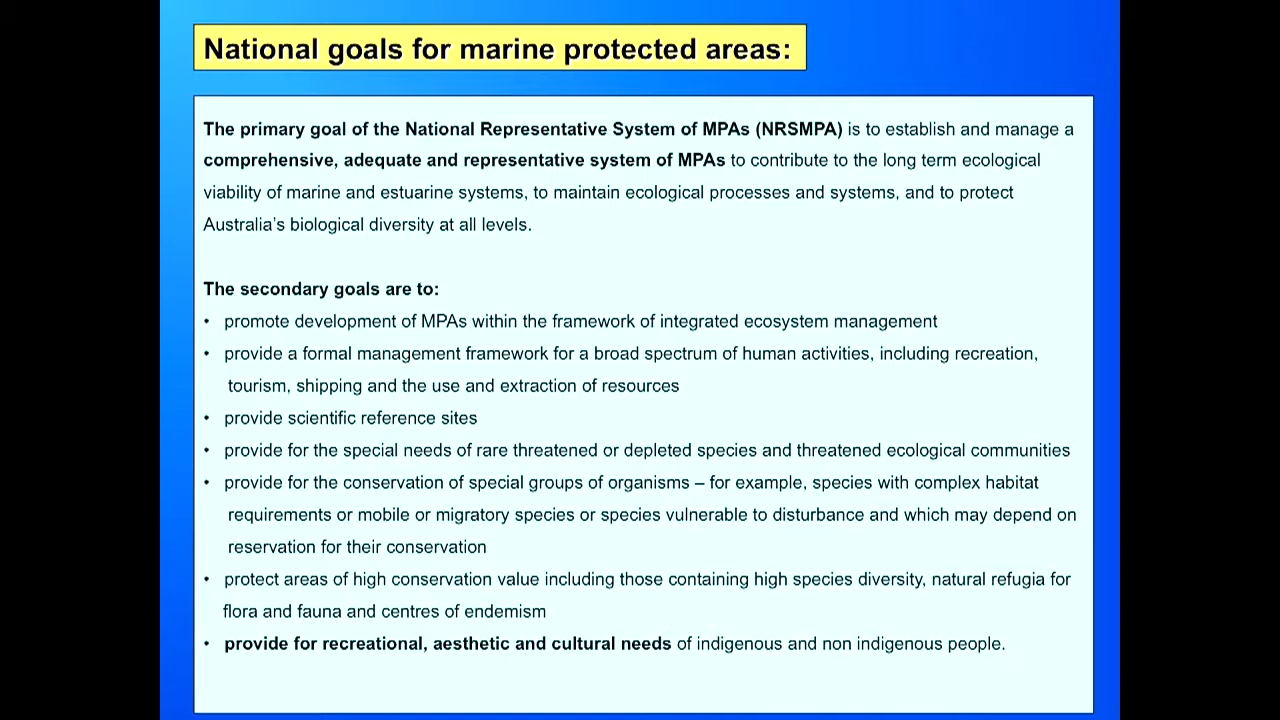 National goals for marine protected areas:
The primary goal of the National Representative System of MPAs (NRSMPA) is to establish and manage a
comprehensive, adequate and representative system of MPAs to contribute to the long term ecological
viability of marine and estuarine systems, to maintain ecological processes and systems, and to protect
Australia's biological diversity at all levels.
The secondary goals are to:
• promote development of MPAs within the framework of integrated ecosystem management
• provide a formal management framework for a broad spectrum of human activities, including recreation,
tourism, shipping and the use and extraction of resources
• provide scientific reference sites
• provide for the special needs of rare threatened or depleted species and threatened ecological communities
• provide for the conservation of special groups of organisms – for example, species with complex habitat
requirements or mobile or migratory species or species vulnerable to disturbance and which may depend on
reservation for their conservation
• protect areas of high conservation value including those containing high species diversity, natural refugia for
flora and fauna and centres of endemism
• provide for recreational, aesthetic and cultural needs of indigenous and non indigenous people.